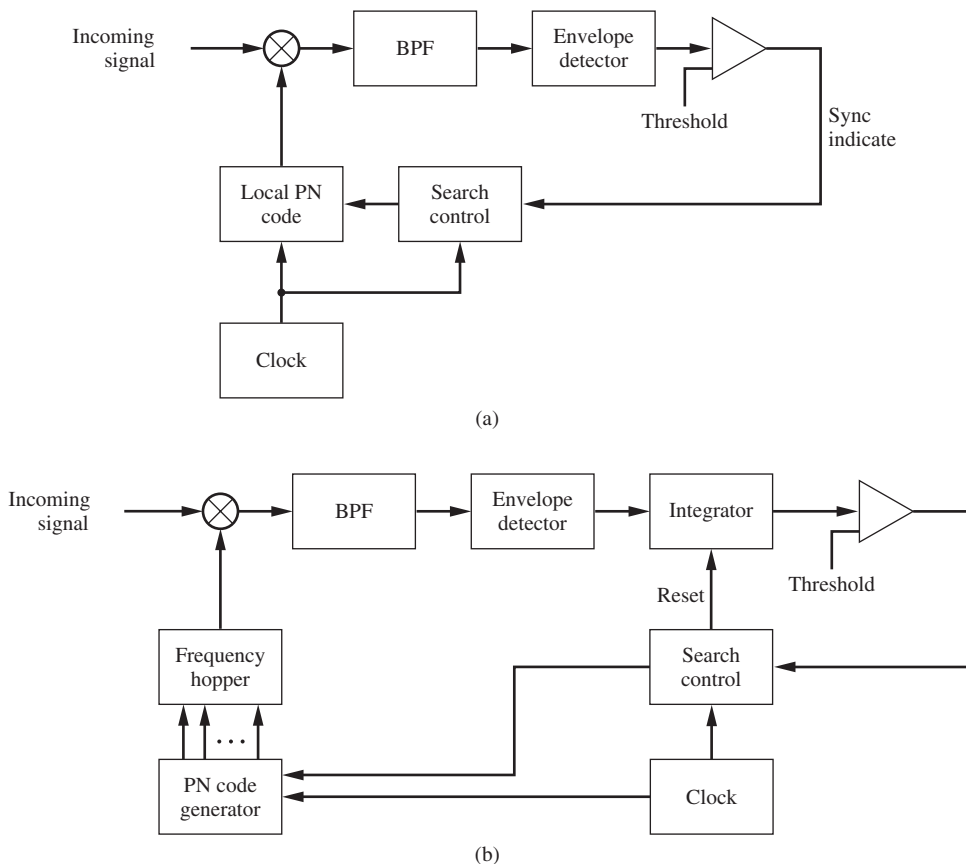 Incoming
signal
BPF
Envelope
detector
Threshold
Sync
indicate
Local PN
code
Search
control
Clock
(a)
Incoming
signal
BPF
Envelope
detector
Integrator
Threshold
Reset
Frequency
hopper
Search
control
PN code
generator
Clock
(b)